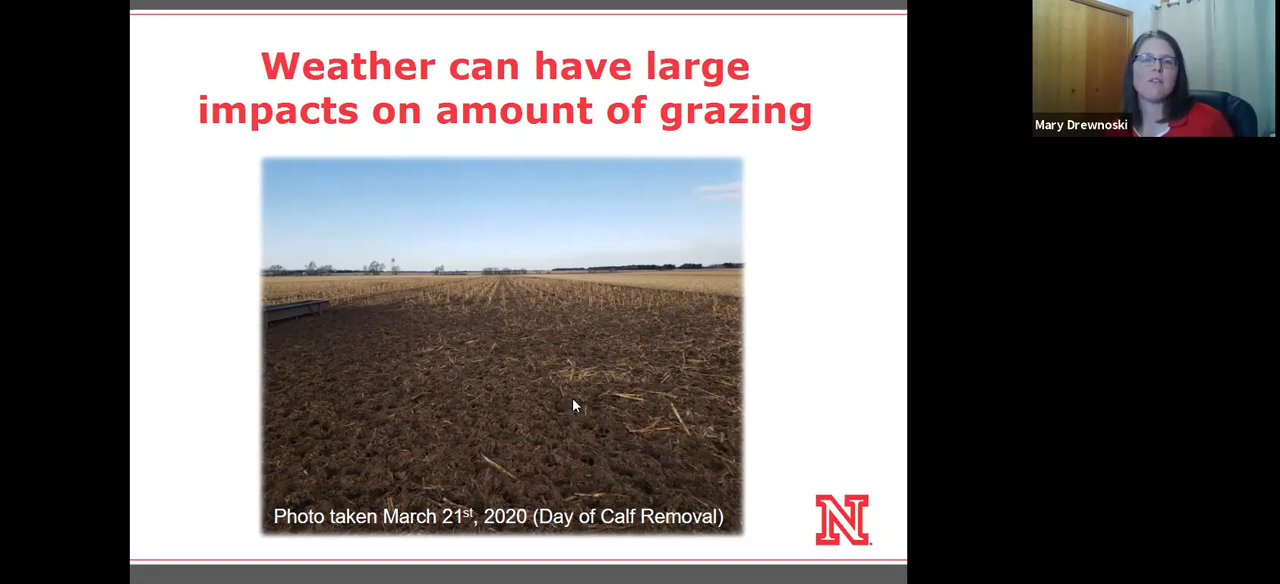 Weather can have large
impacts on amount of grazing
Photo taken March 21st, 2020 (Day of Calf Removal)
N
Mary Drewnoski